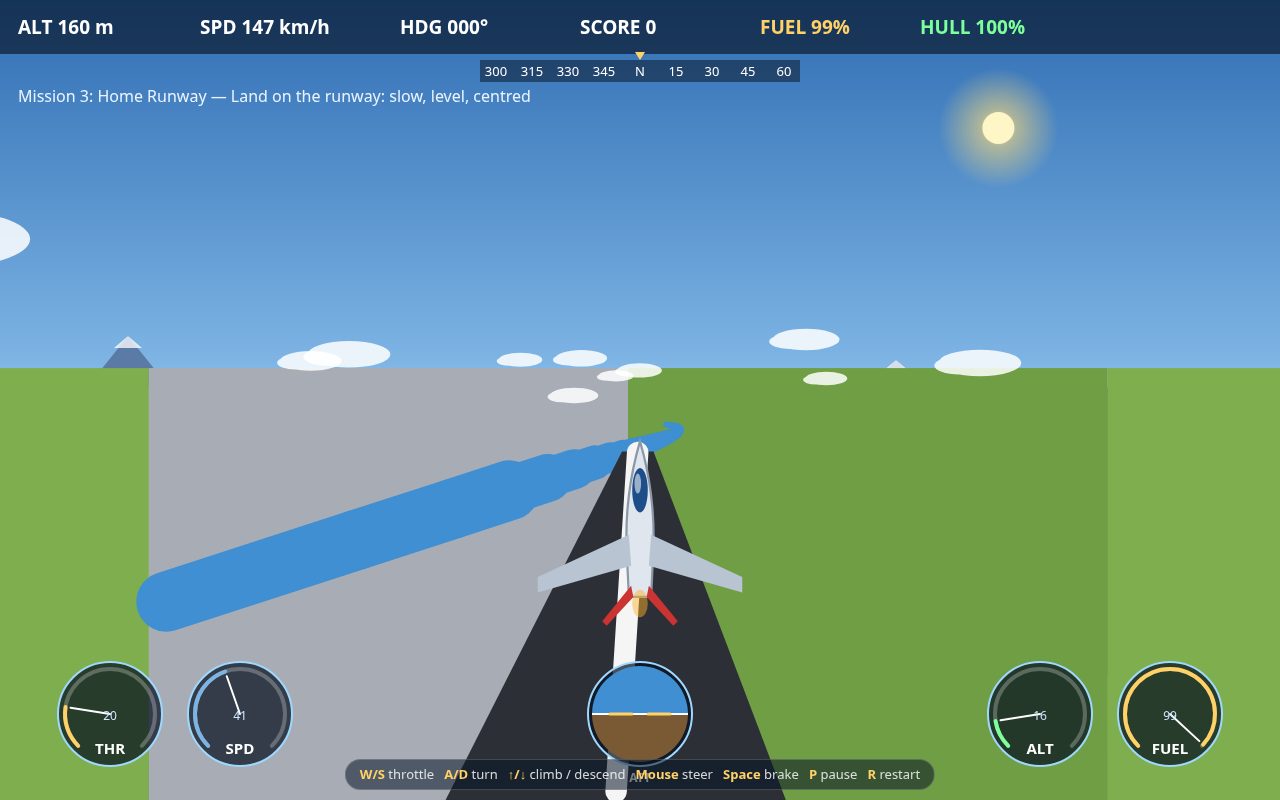 ALT 160 m SPD 147 km/h HDG 000° SCORE 0 FUEL 99% HULL 100%
300 315 330 345 N 15 30 45 60
Mission 3: Home Runway — Land on the runway: slow, level, centred
20 41 16 99
THR SPD ALT FUEL
W/S throttle A/D turn ↑/↓ climb / descend Mouse steer Space brake P pause R restart